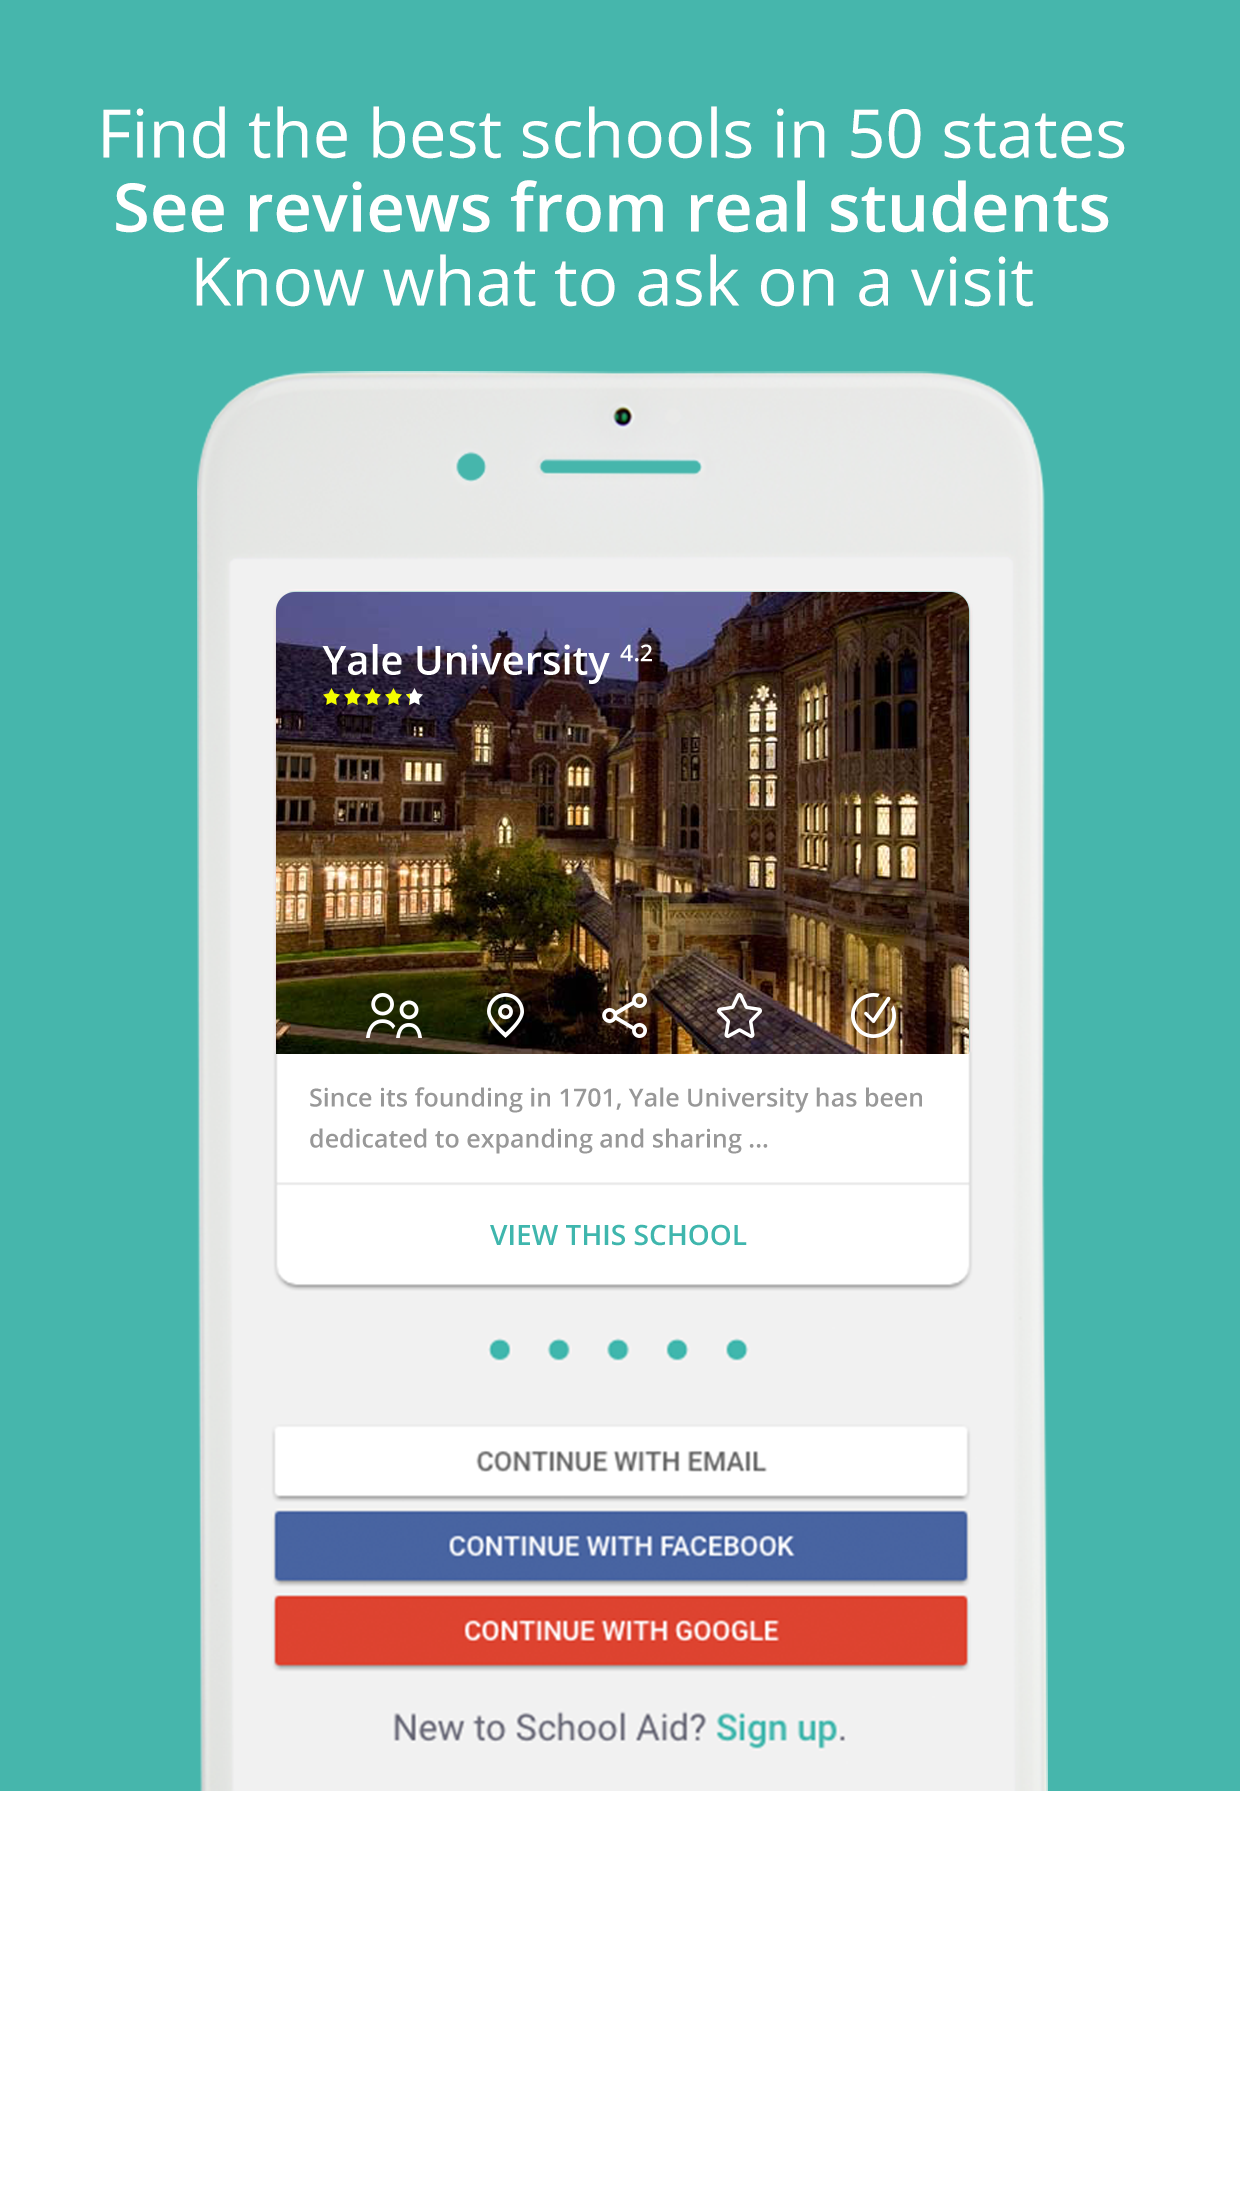 Find the best schools in 50 states
See reviews from real students
Know what to ask on a visit
Yale University 4.2
Since its founding in 1701, Yale University has been
dedicated to expanding and sharing ...
VIEW THIS SCHOOL
CONTINUE WITH EMAIL
CONTINUE WITH FACEBOOK
CONTINUE WITH GOOGLE
New to School Aid? Sign up.